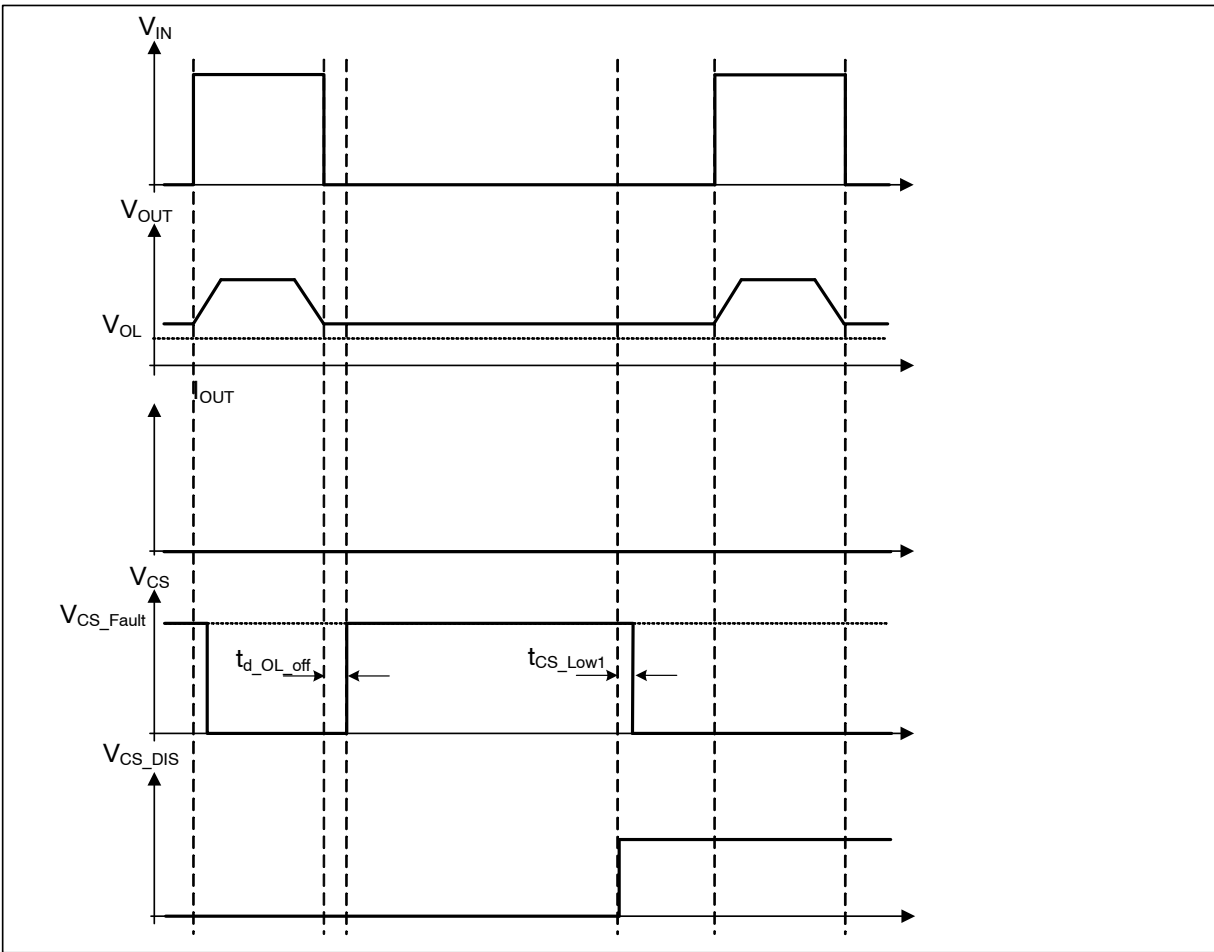 V_IN
V_OUT
V_OL
I_OUT
V_CS
V_CS_Fault
t_d_OL_off
t_CS_Low1
V_CS_DIS